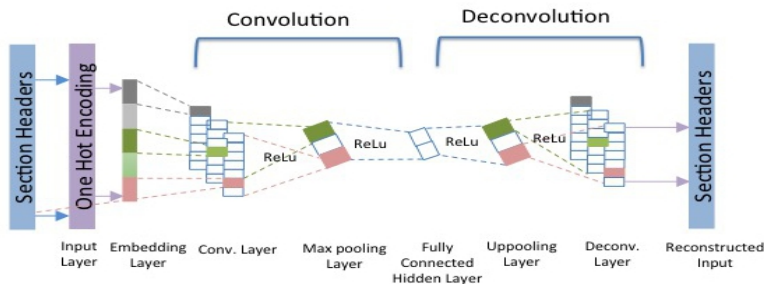 Convolution
Deconvolution
Section Headers
One Hot Encoding
ReLu
ReLu
ReLu
ReLu
Section Headers
Input
Layer
Embedding
Layer
Conv. Layer
Max pooling
Layer
Fully
Connected
Hidden Layer
Uppooling
Layer
Deconv.
Layer
Reconstructed
Input